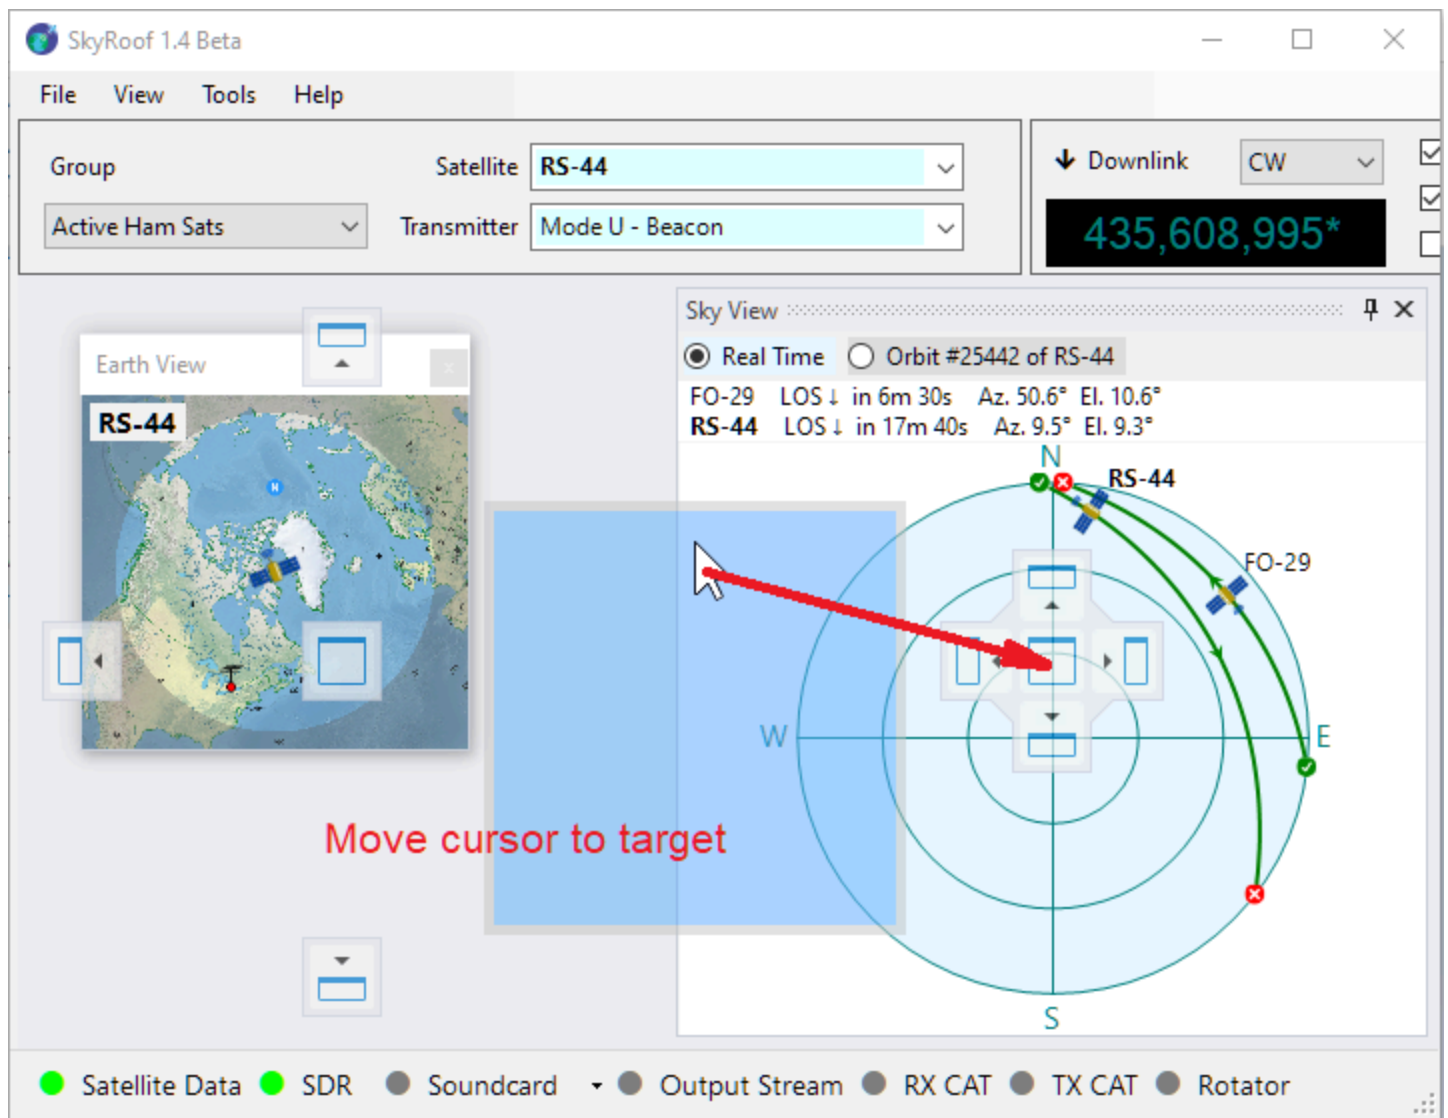 SkyRoof 1.4 Beta
File View Tools Help
Group Satellite RS-44
Active Ham Sats Transmitter Mode U - Beacon
Downlink CW
435,608,995*
Earth View
RS-44
N
Sky View
Real Time Orbit #25442 of RS-44
FO-29 LOS ↓ in 6m 30s Az. 50.6° El. 10.6°
RS-44 LOS ↓ in 17m 40s Az. 9.5° El. 9.3°
N
RS-44
FO-29
W
E
S
Move cursor to target
Satellite Data SDR Soundcard Output Stream RX CAT TX CAT Rotator